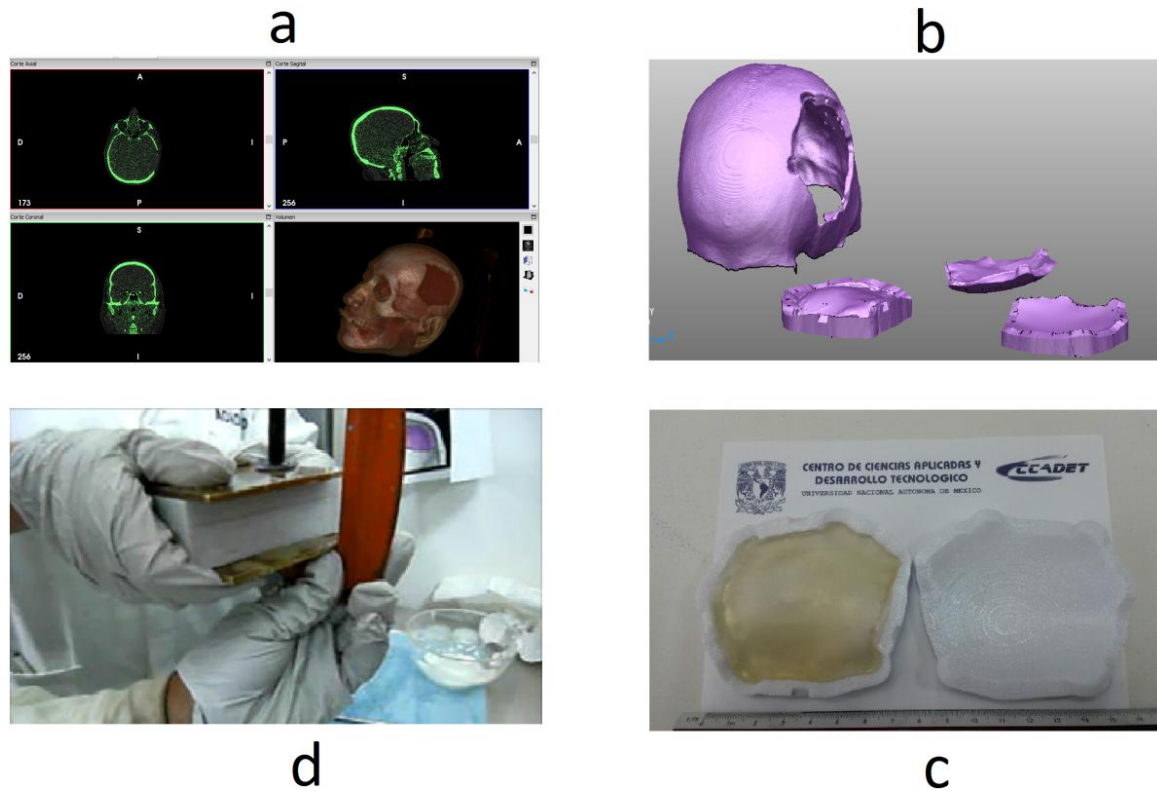 a
b
Corte Axial
Corte Sagital
A
S
D
I
P
A
173
P
256
I
Corte Coronal
Volumen
S
D
I
256
I
Y
CENTRO DE CIENCIAS APLICADAS Y
DESARROLLO TECNOLOGICO
UNIVERSIDAD NACIONAL AUTONOMA DE MEXICO
CCADET
d
c